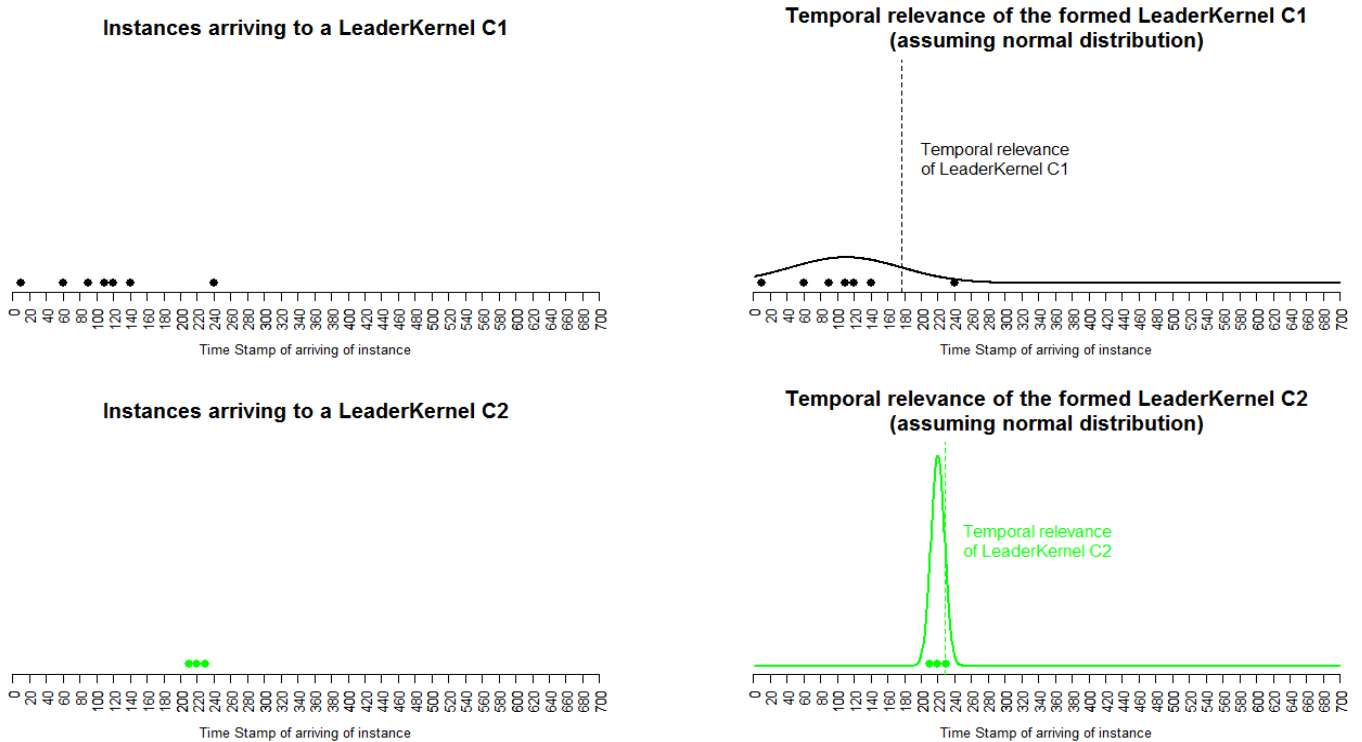 Instances arriving to a LeaderKernel C1
0 20 40 60 80 100 120 140 160 180 200 220 240 260 280 300 320 340 360 380 400 420 440 460 480 500 520 540 560 580 600 620 640 660 680 700
Time Stamp of arriving of instance
Temporal relevance of the formed LeaderKernel C1
(assuming normal distribution)
Temporal relevance
of LeaderKernel C1
0 20 40 60 80 100 120 140 160 180 200 220 240 260 280 300 320 340 360 380 400 420 440 460 480 500 520 540 560 580 600 620 640 660 680 700
Time Stamp of arriving of instance
Instances arriving to a LeaderKernel C2
0 20 40 60 80 100 120 140 160 180 200 220 240 260 280 300 320 340 360 380 400 420 440 460 480 500 520 540 560 580 600 620 640 660 680 700
Time Stamp of arriving of instance
Temporal relevance of the formed LeaderKernel C2
(assuming normal distribution)
Temporal relevance
of LeaderKernel C2
0 20 40 60 80 100 120 140 160 180 200 220 240 260 280 300 320 340 360 380 400 420 440 460 480 500 520 540 560 580 600 620 640 660 680 700
Time Stamp of arriving of instance